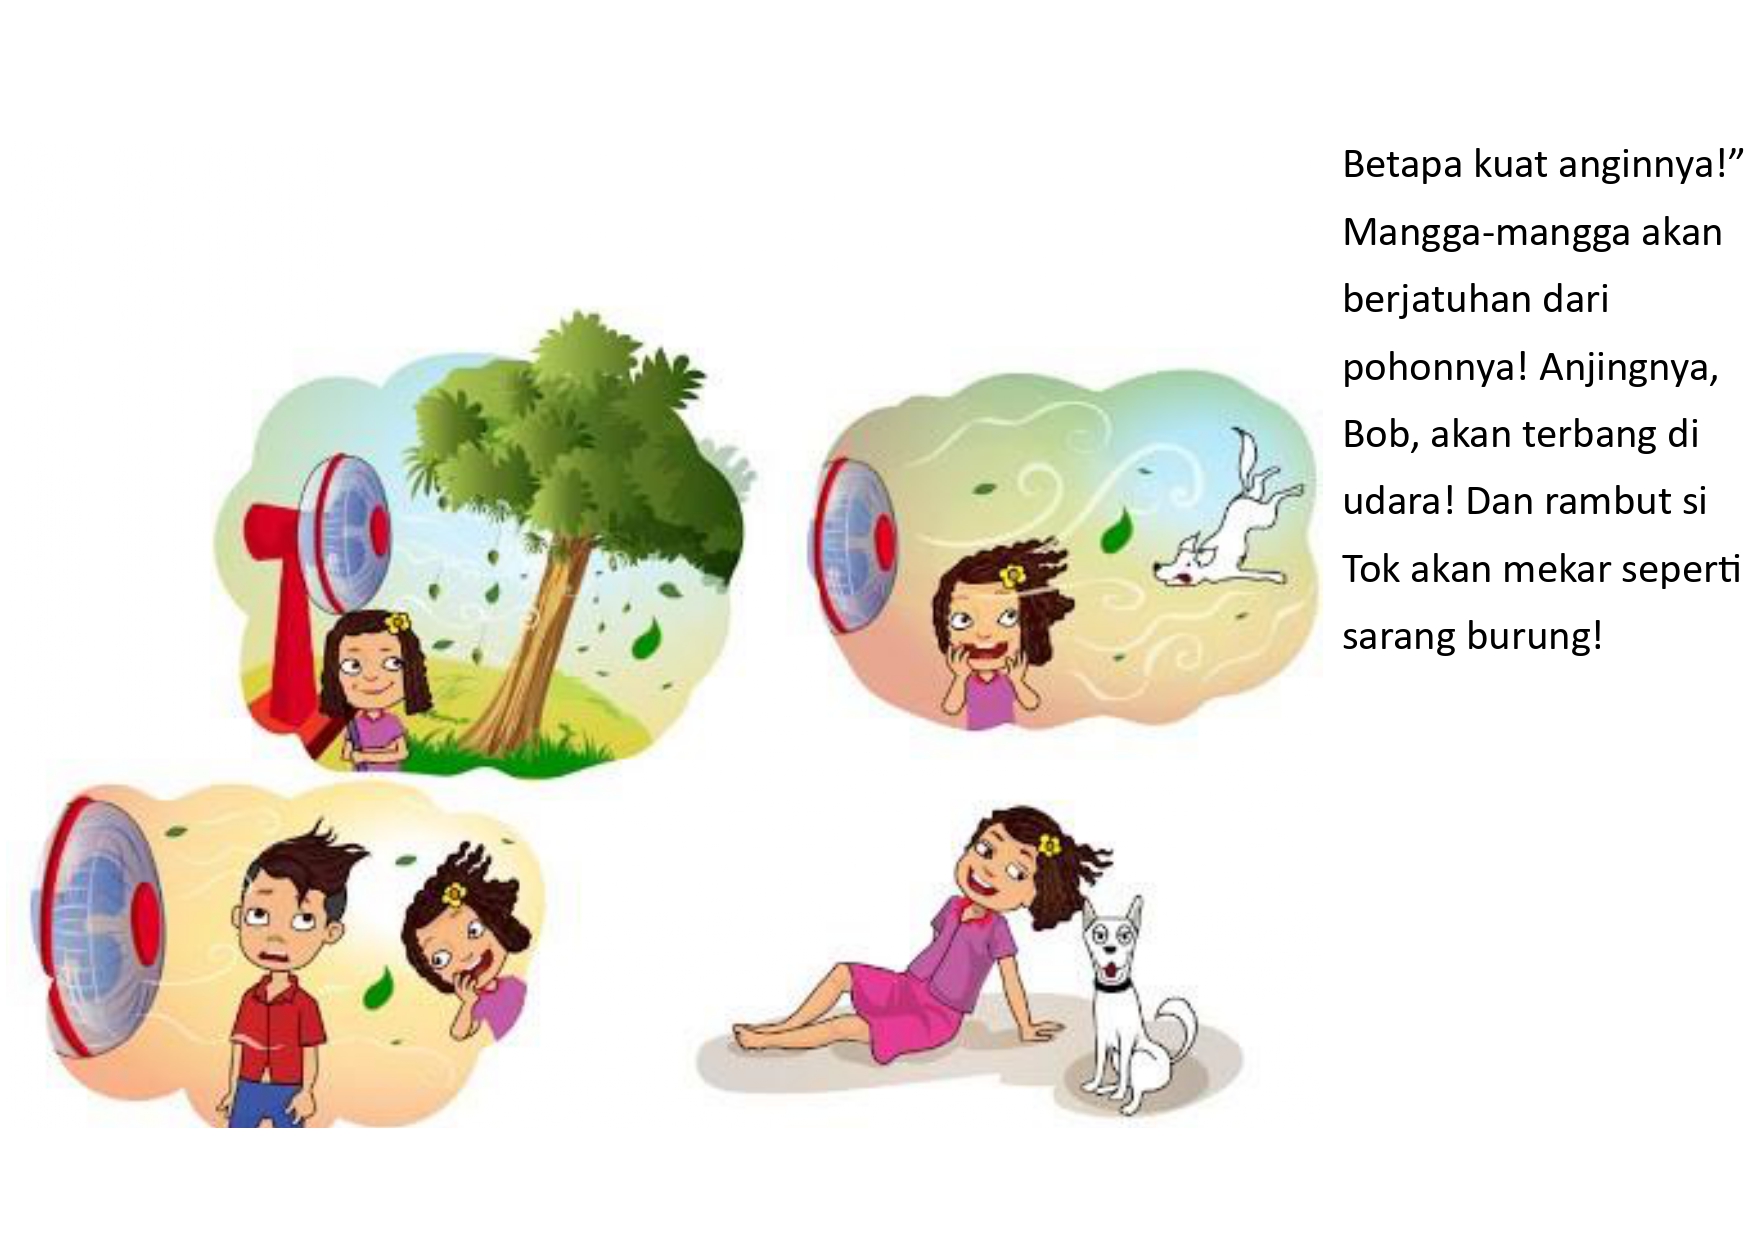 Betapa kuat anginnya!”
Mangga-mangga akan
berjatuhan dari
pohonnya! Anjingnya,
Bob, akan terbang di
udara! Dan rambut si
Tok akan mekar seperti
sarang burung!